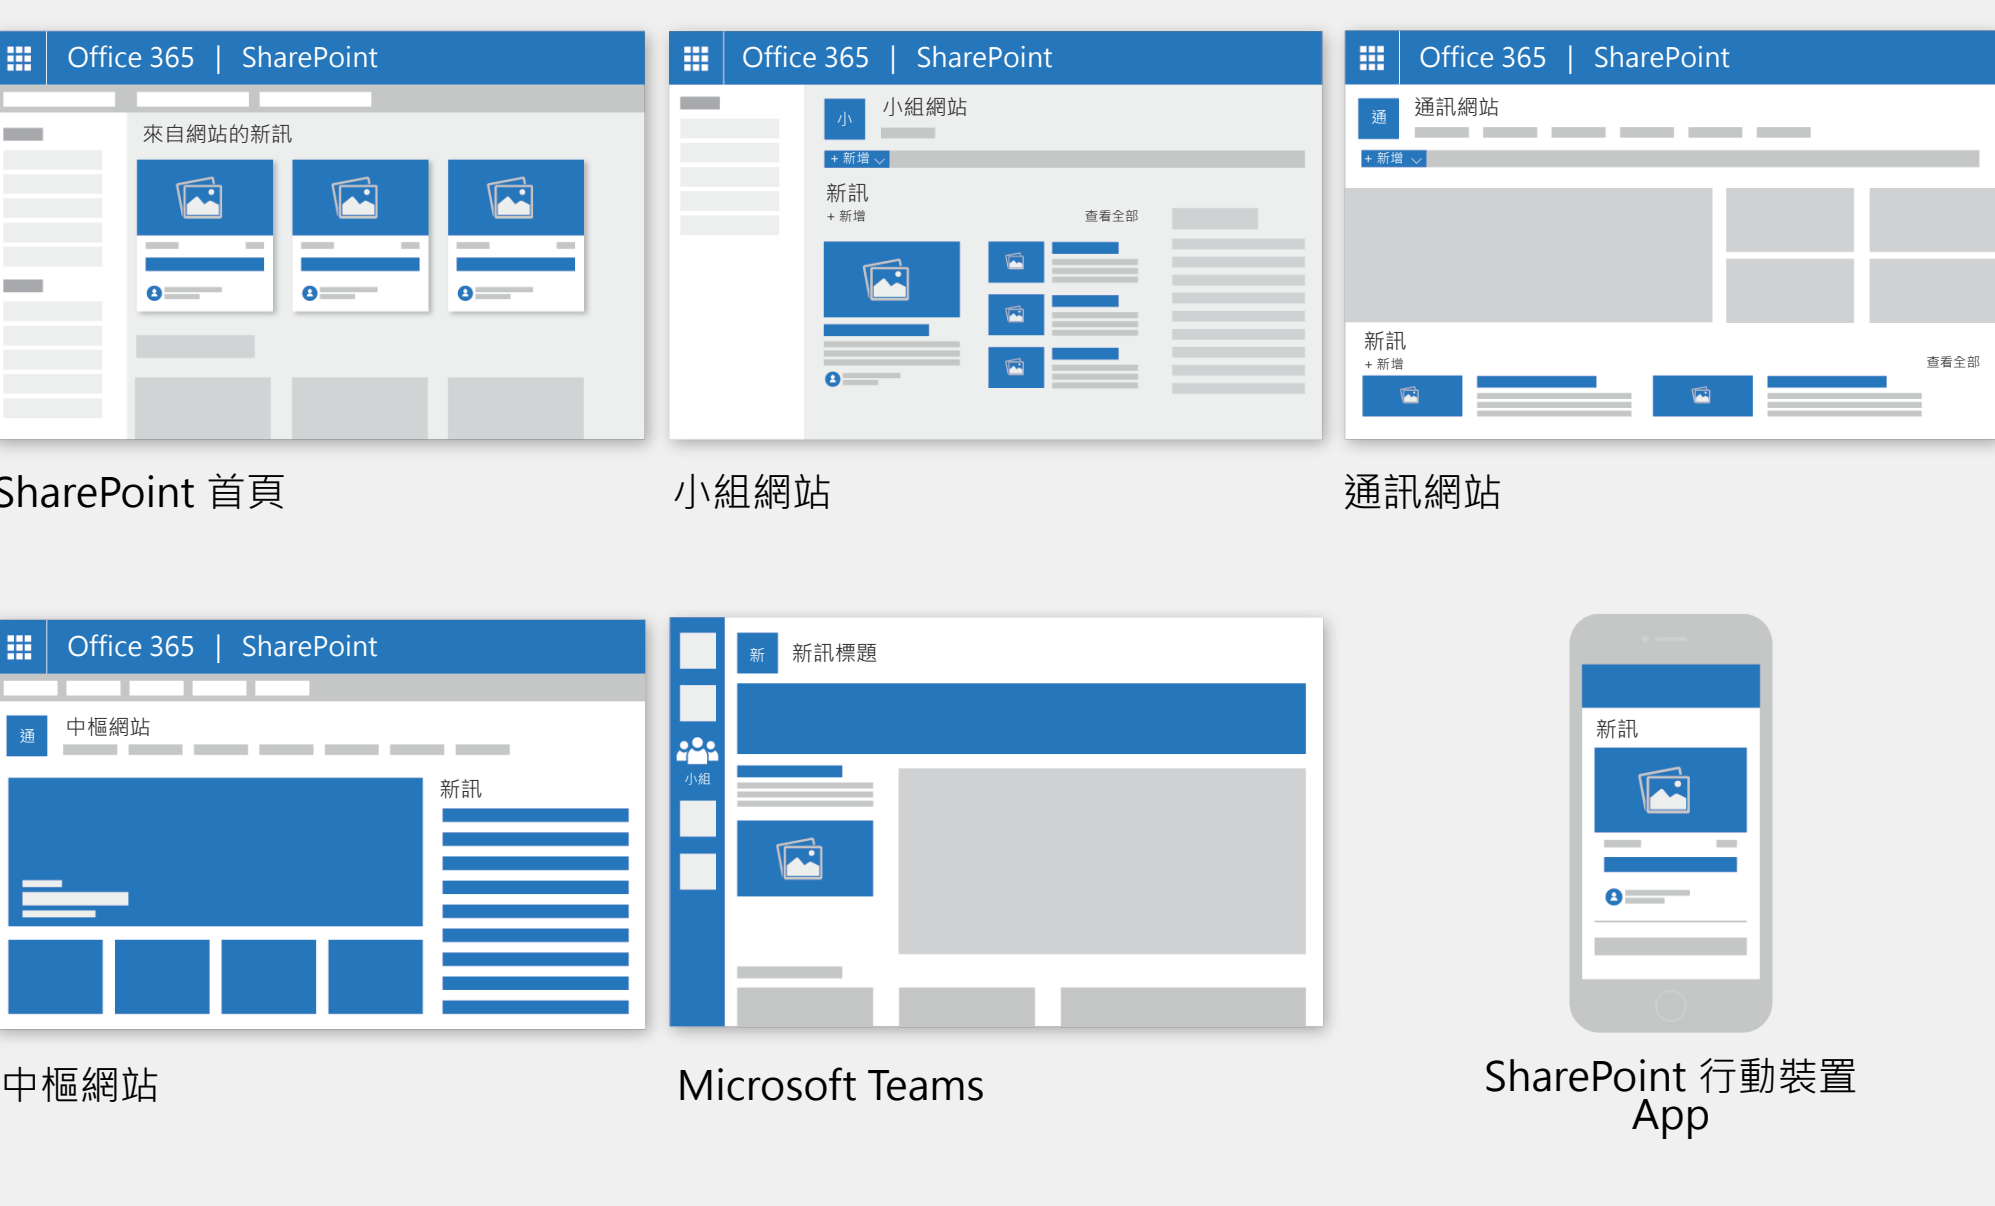 Office 365 | SharePoint
來自網站的新訊
SharePoint 首頁
Office 365 | SharePoint
小
小組網站
+ 新增
新訊
+ 新增
查看全部
小組網站
Office 365 | SharePoint
通
通訊網站
+ 新增
新訊
+ 新增
查看全部
通訊網站
Office 365 | SharePoint
通
中樞網站
新訊
中樞網站
新
新訊標題
小組
Microsoft Teams
新訊
SharePoint 行動裝置
App